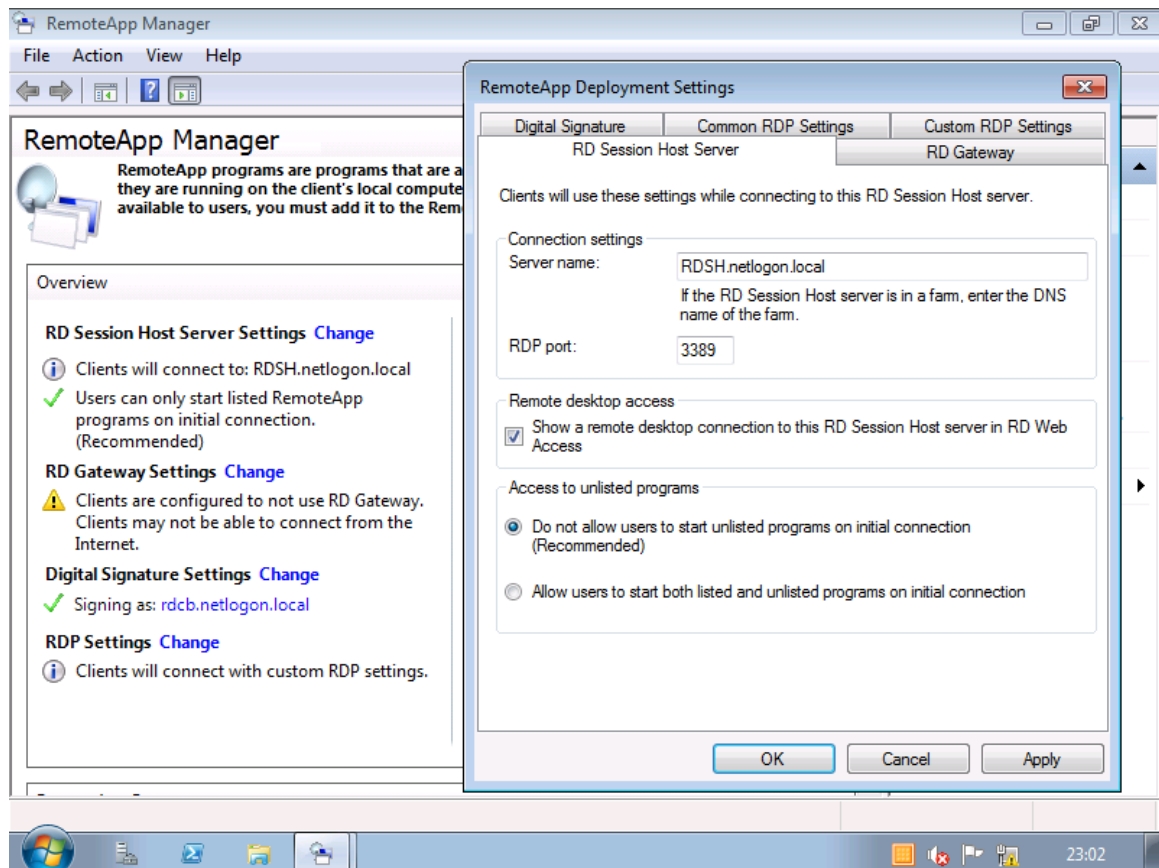 RemoteApp Manager
File Action View Help
RemoteApp Manager
RemoteApp programs are programs that are a
they are running on the client's local compute
available to users, you must add it to the Rem
Overview
RD Session Host Server Settings Change
Clients will connect to: RDSH.netlogon.local
Users can only start listed RemoteApp
programs on initial connection.
(Recommended)
RD Gateway Settings Change
Clients are configured to not use RD Gateway.
Clients may not be able to connect from the
Internet.
Digital Signature Settings Change
Signing as: rdcb.netlogon.local
RDP Settings Change
Clients will connect with custom RDP settings.
RemoteApp Deployment Settings
Digital Signature Common RDP Settings Custom RDP Settings
RD Session Host Server RD Gateway
Clients will use these settings while connecting to this RD Session Host server.
Connection settings
Server name: RDSH.netlogon.local
If the RD Session Host server is in a farm, enter the DNS
name of the farm.
RDP port: 3389
Remote desktop access
Show a remote desktop connection to this RD Session Host server in RD Web
Access
Access to unlisted programs
Do not allow users to start unlisted programs on initial connection
(Recommended)
Allow users to start both listed and unlisted programs on initial connection
OK Cancel Apply
23:02